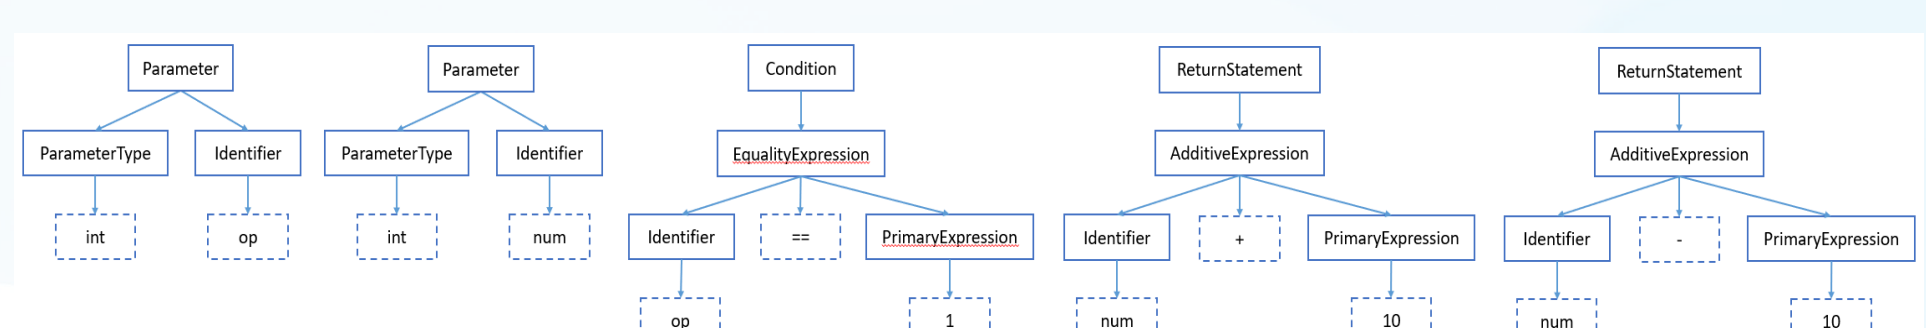 Parameter
Parameter
Condition
ReturnStatement
ReturnStatement
ParameterType
Identifier
ParameterType
Identifier
EqualityExpression
AdditiveExpression
AdditiveExpression
int
op
int
num
Identifier
==
PrimaryExpression
Identifier
+
PrimaryExpression
Identifier
-
PrimaryExpression
op
1
num
10
num
10